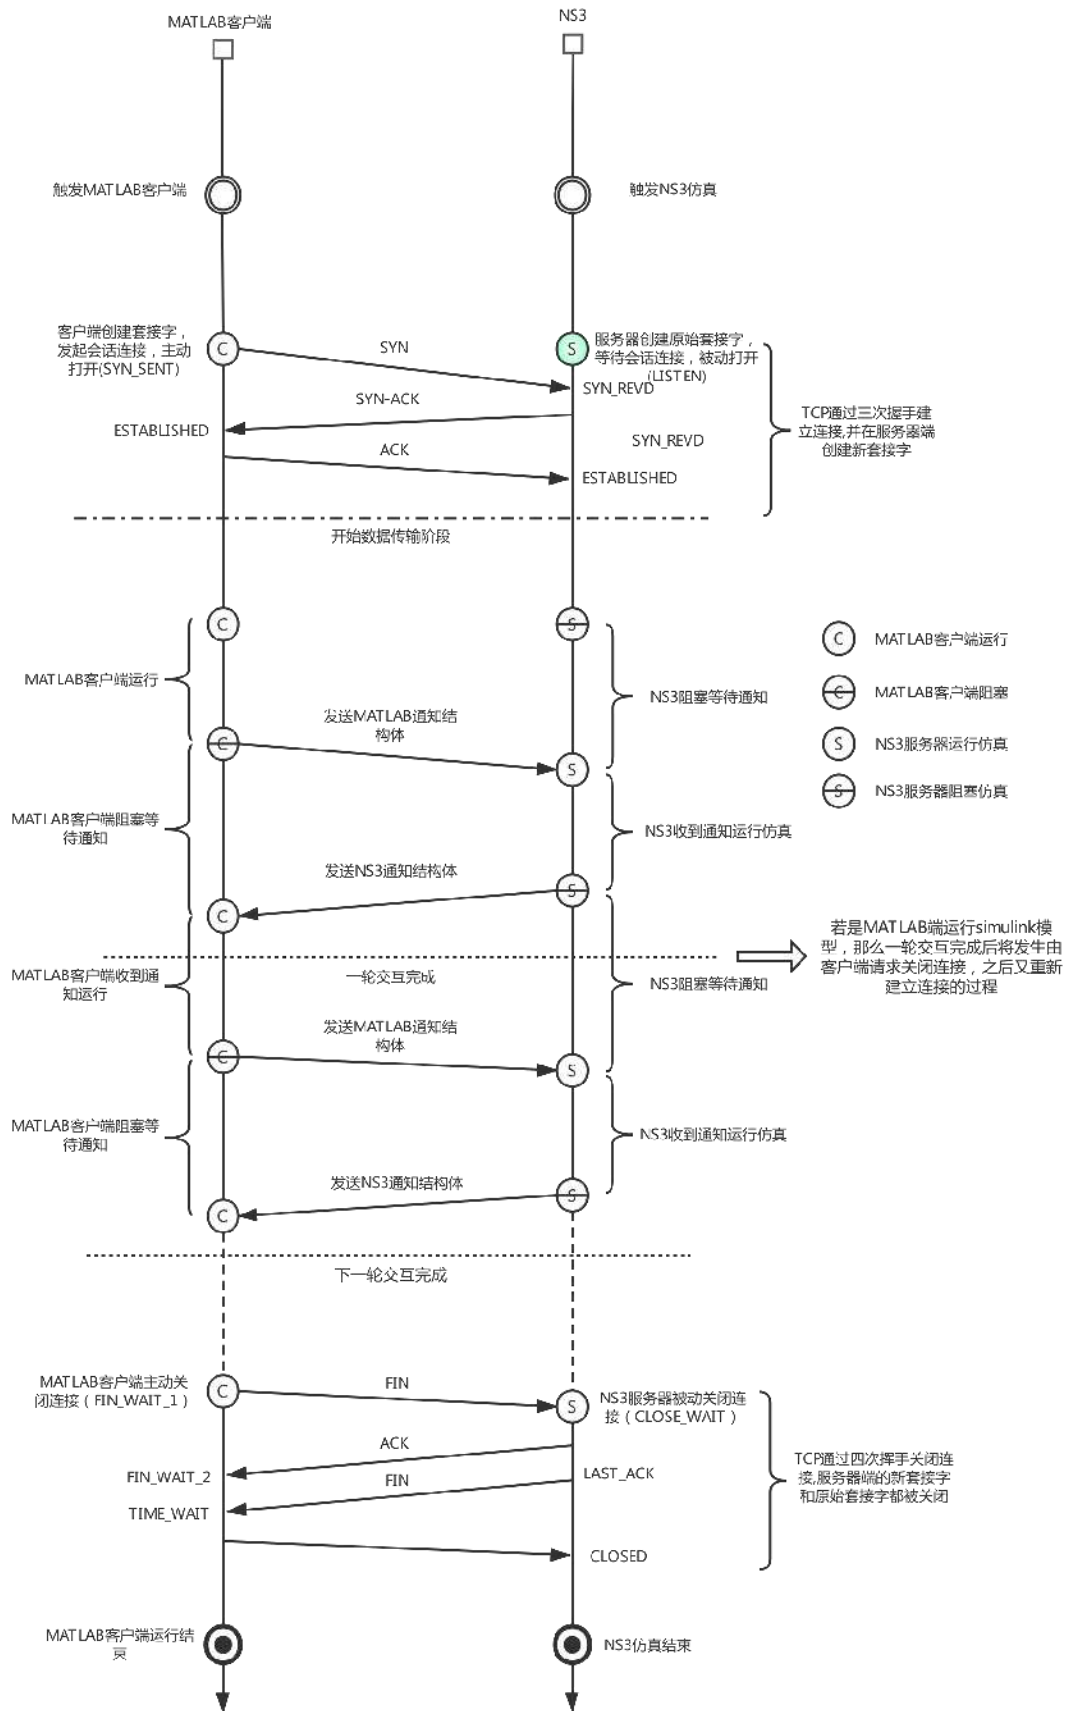 MATLAB客户端
NS3
触发MATLAB客户端
触发NS3仿真
客户端创建套接字，
发起会话连接，主动
打开(SYN_SENT)
C
SYN
S
服务器创建原始套接字，
等待会话连接，被动打开
(LISTEN)
SYN_REVD
SYN-ACK
ESTABLISHED
SYN_REVD
ACK
ESTABLISHED
TCP通过三次握手建
立连接,并在服务器端
创建新套接字
开始数据传输阶段
C
S
MATLAB客户端运行
NS3阻塞等待通知
C
MATLAB客户端运行
C
MATLAB客户端阻塞
S
NS3服务器运行仿真
S
NS3服务器阻塞仿真
发送MATLAB通知结
构体
C
S
MATLAB客户端阻塞等
待通知
NS3收到通知运行仿真
发送NS3通知结构体
S
C
一轮交互完成
MATLAB客户端收到通
知运行
NS3阻塞等待通知
若是MATLAB端运行simulink模
型，那么一轮交互完成后将发生由
客户端请求关闭连接，之后又重新
建立连接的过程
发送MATLAB通知结
构体
C
S
MATLAB客户端阻塞等
待通知
NS3收到通知运行仿真
发送NS3通知结构体
S
C
下一轮交互完成
MATLAB客户端主动关
闭连接（FIN_WAIT_1）
C
FIN
S
NS3服务器被动关闭连
接（CLOSE_WAIT）
ACK
FIN_WAIT_2
FIN
LAST_ACK
TIME_WAIT
CLOSED
TCP通过四次挥手关闭连
接,服务器端的新套接字
和原始套接字都被关闭
MATLAB客户端运行结
束
NS3仿真结束